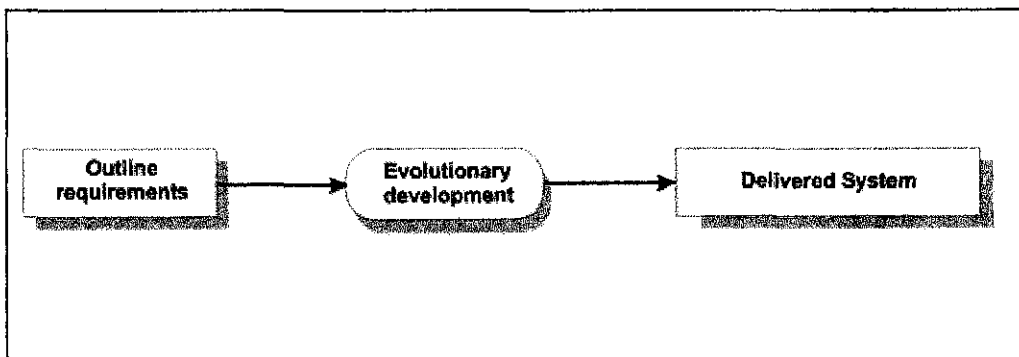 Outline
requirements
Evolutionary
development
Delivered System